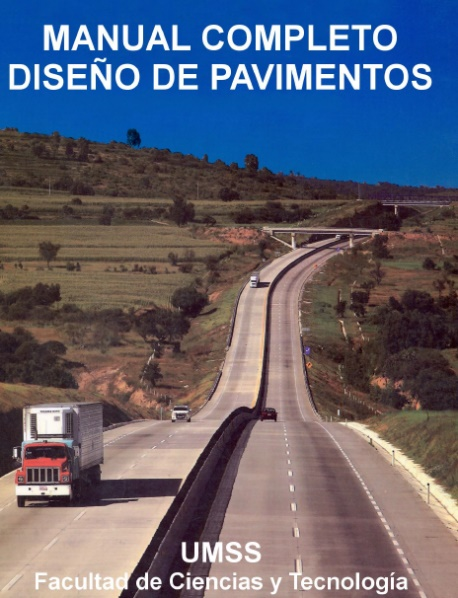 MANUAL COMPLETO
DISEÑO DE PAVIMENTOS
UMSS
Facultad de Ciencias y Tecnología